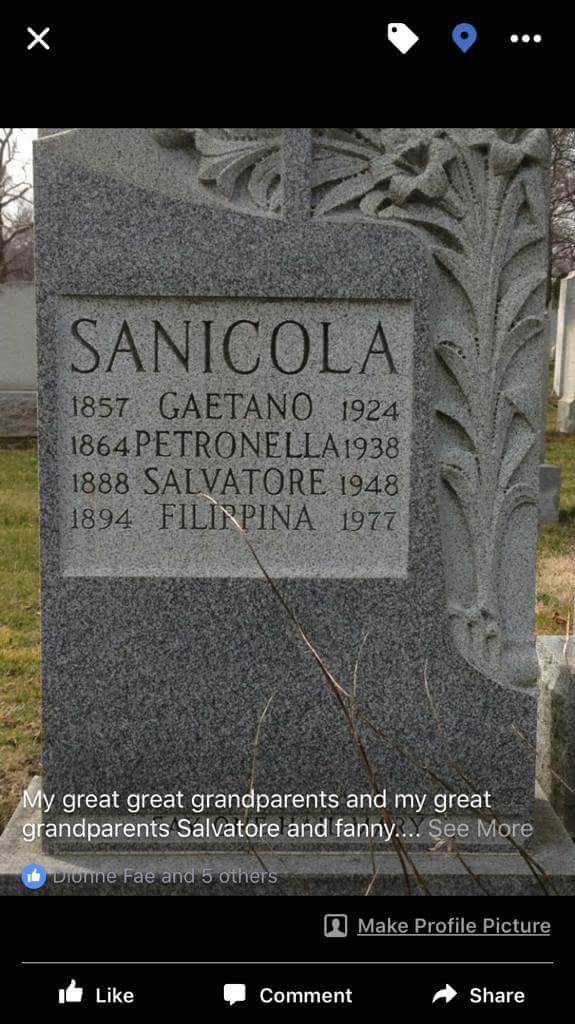 SANICOLA
1857 GAETANO 1924
1864 PETRONELLA 1938
1888 SALVATORE 1948
1894 FILIPPINA 1977
My great great grandparents and my great
grandparents Salvatore and fanny.... See More
Dionne Fae and 5 others
Make Profile Picture
Like Comment Share